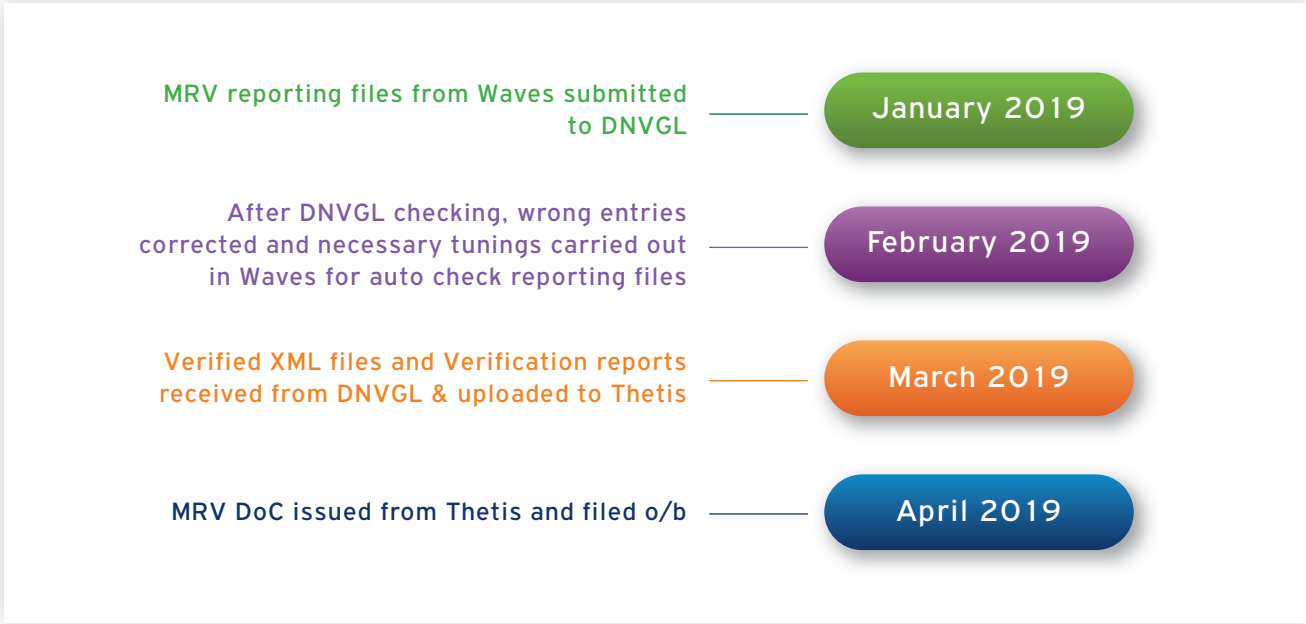 MRV reporting files from Waves submitted
to DNVGL
January 2019
After DNVGL checking, wrong entries
corrected and necessary tunings carried out
in Waves for auto check reporting files
February 2019
Verified XML files and Verification reports
received from DNVGL & uploaded to Thetis
March 2019
MRV DoC issued from Thetis and filed o/b
April 2019